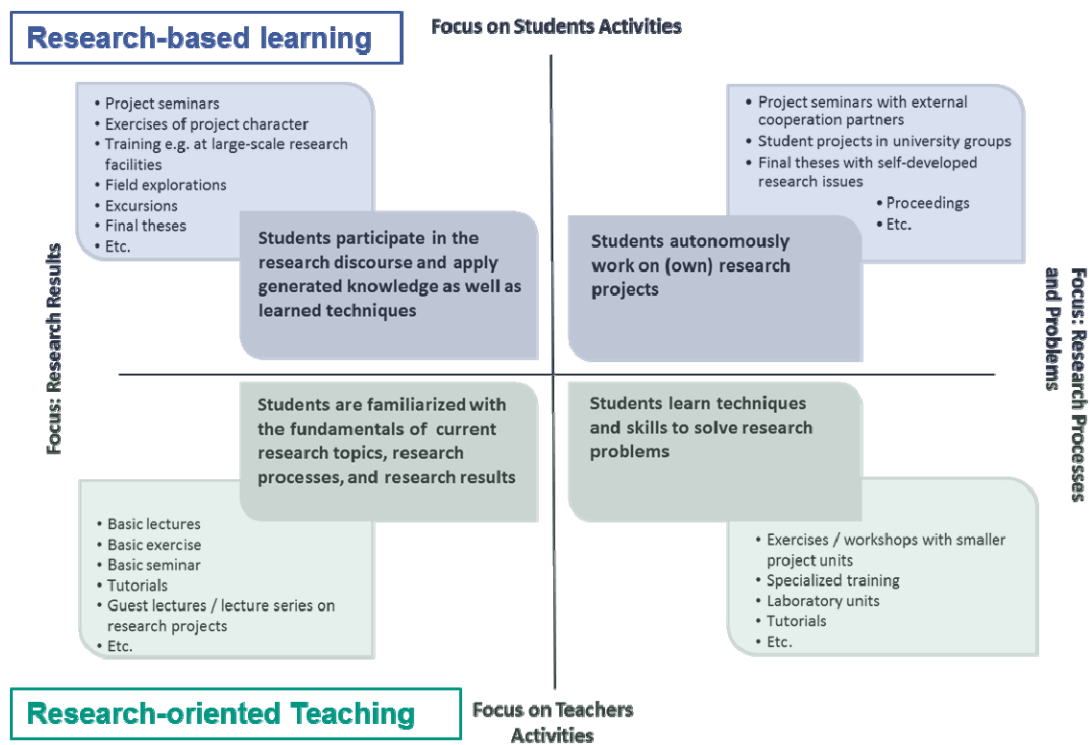 Research-based learning
Focus on Students Activities
• Project seminars
• Exercises of project character
• Training e.g. at large-scale research
facilities
• Field explorations
• Excursions
• Final theses
• Etc.
• Project seminars with external
cooperation partners
• Student projects in university groups
• Final theses with self-developed
research issues
• Proceedings
• Etc.
Students participate in the
research discourse and apply
generated knowledge as well as
learned techniques
Students autonomously
work on (own) research
projects
Focus: Research Results
Focus: Research Processes
and Problems
Students are familiarized with
the fundamentals of current
research topics, research
processes, and research results
Students learn techniques
and skills to solve research
problems
• Basic lectures
• Basic exercise
• Basic seminar
• Tutorials
• Guest lectures / lecture series on
research projects
• Etc.
• Exercises / workshops with smaller
project units
• Specialized training
• Laboratory units
• Tutorials
• Etc.
Research-oriented Teaching
Focus on Teachers
Activities